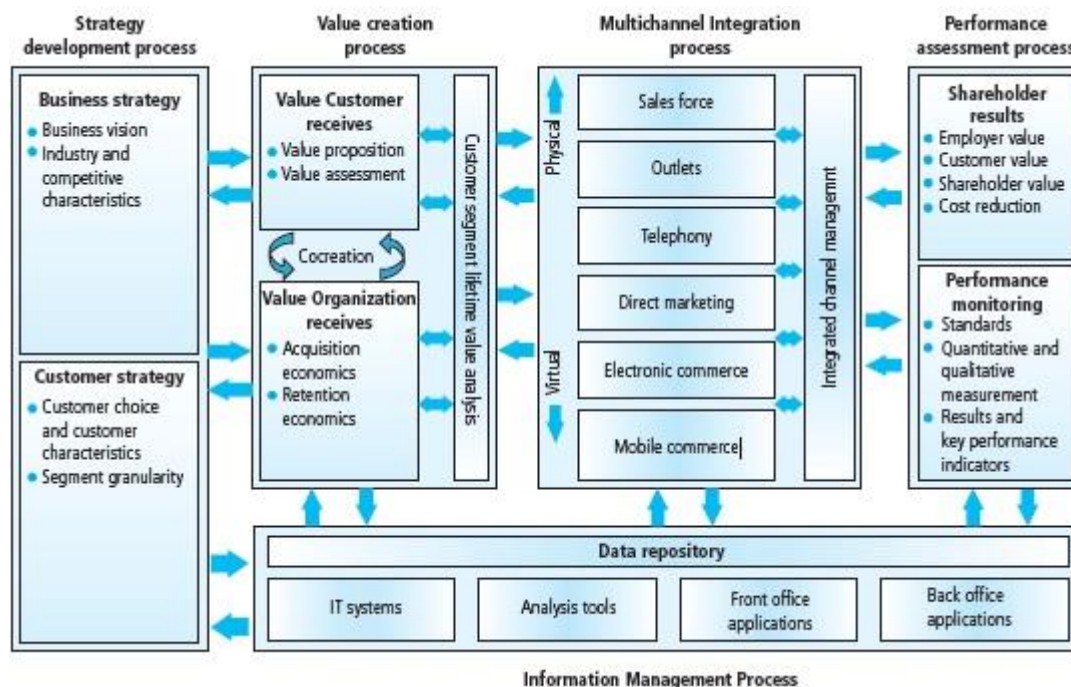 Strategy
development process
Value creation
process
Multichannel Integration
process
Performance
assessment process
Business strategy
Business vision
Industry and
competitive
characteristics
Customer strategy
Customer choice
and customer
characteristics
Segment granularity
Value Customer
receives
Value proposition
Value assessment
Cocreation
Value Organization
receives
Acquisition
economics
Retention
economics
Customer segment lifetime value analysis
Physical
Virtual
Sales force
Outlets
Telephony
Direct marketing
Electronic commerce
Mobile commerce
Integrated channel managemnt
Shareholder
results
Employer value
Customer value
Shareholder value
Cost reduction
Performance
monitoring
Standards
Quantitative and
qualitative
measurement
Results and
key performance
indicators
Data repository
IT systems
Analysis tools
Front office
applications
Back office
applications
Information Management Process